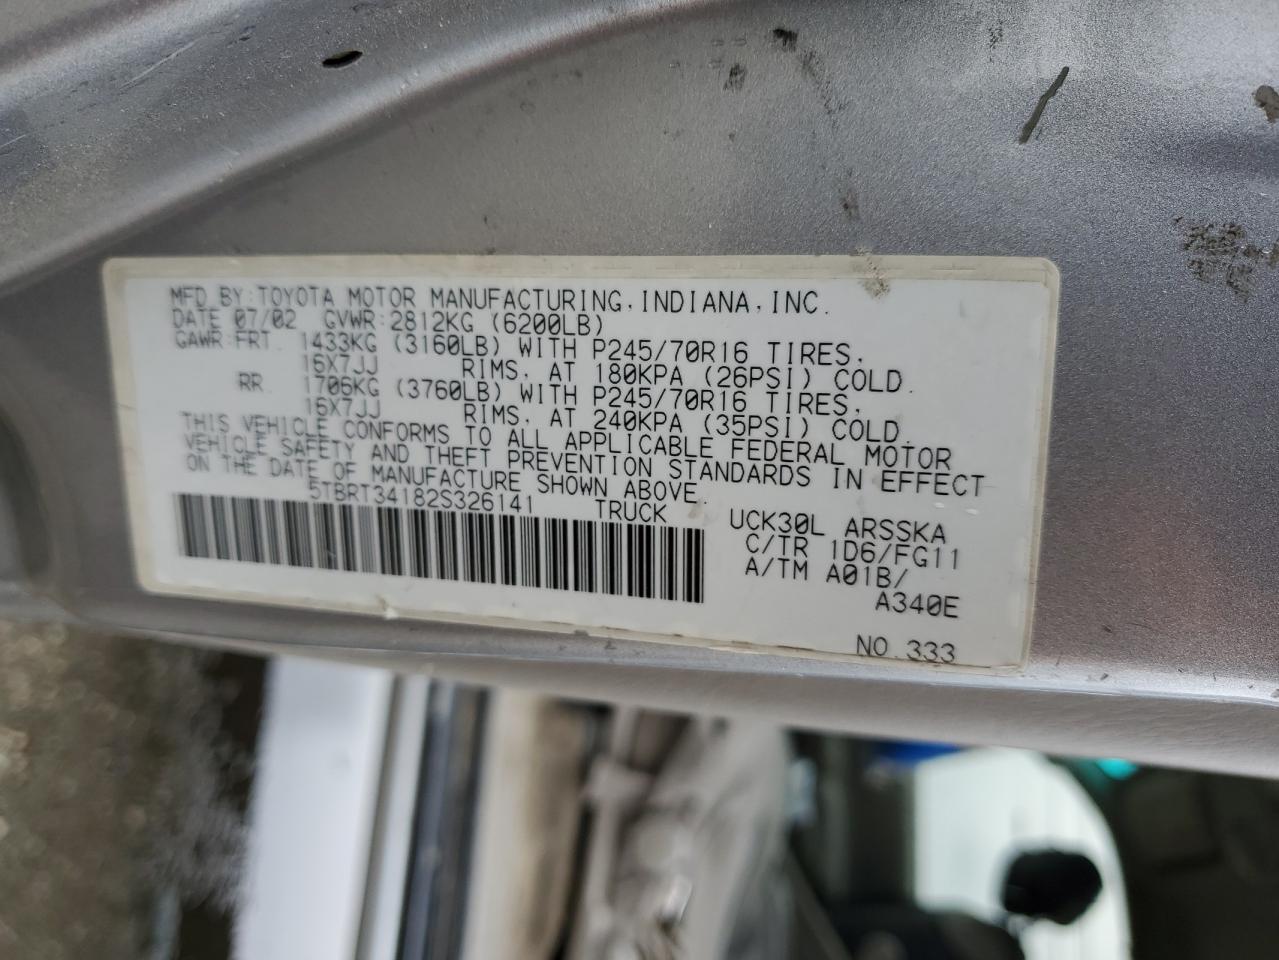 MFD BY:TOYOTA MOTOR MANUFACTURING,INDIANA,INC.
DATE 07/02 GVWR:2812KG (6200LB)
GAWR:FRT. 1433KG (3160LB) WITH P245/70R16 TIRES,
16X7JJ RIMS, AT 180KPA (26PSI) COLD.
RR. 1706KG (3760LB) WITH P245/70R16 TIRES,
16X7JJ RIMS, AT 240KPA (35PSI) COLD.
THIS VEHICLE CONFORMS TO ALL APPLICABLE FEDERAL MOTOR
VEHICLE SAFETY AND THEFT PREVENTION STANDARDS IN EFFECT
ON THE DATE OF MANUFACTURE SHOWN ABOVE.
5TBRT34182S326141 TRUCK
UCK30L ARSSKA
C/TR 1D6/FG11
A/TM A01B/
A340E
NO.333